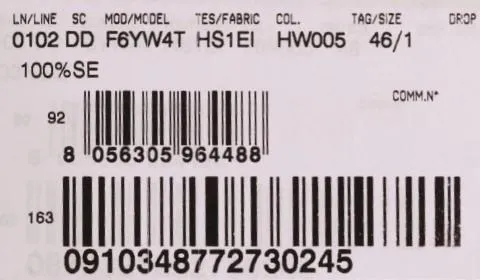 LN/LINE SC MOD/MODEL TES/FABRIC COL. TAG/SIZE DROP
0102 DD F6YW4T HS1EI HW005 46/1
100%SE
COMM.N°
92
8 056305 964488
163
0910348772730245